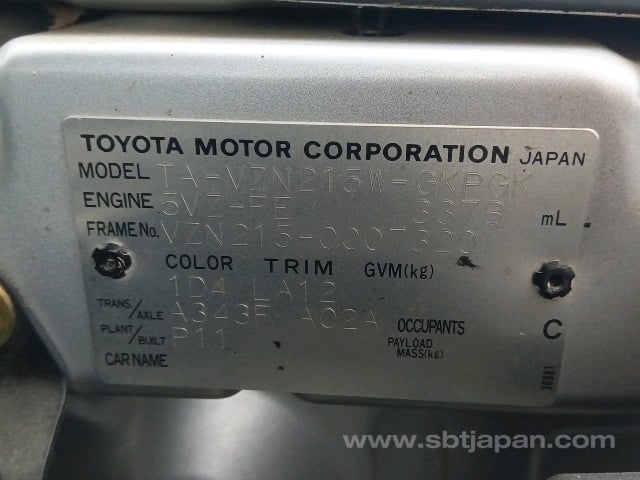 TOYOTA MOTOR CORPORATION JAPAN
MODEL TA-VZN215W-GKPGK
ENGINE 5VZ-FE 3378 mL
FRAME No. VZN215-0007320
COLOR TRIM GVM(kg)
1D4 LA12
TRANS/AXLE A343F A02A OCCUPANTS C
PLANT/BUILT P11 PAYLOAD MASS(kg)
CAR NAME
10001
www.sbtjapan.com